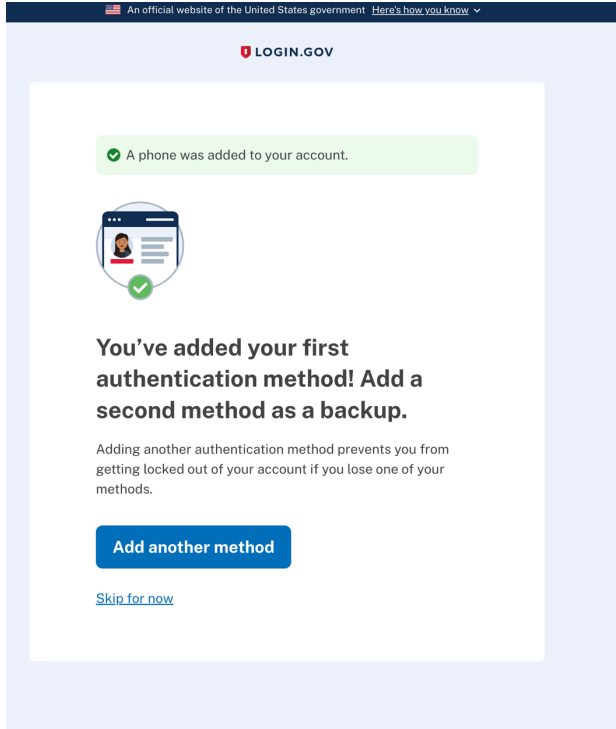 An official website of the United States government Here's how you know
LOGIN.GOV
A phone was added to your account.
You've added your first
authentication method! Add a
second method as a backup.
Adding another authentication method prevents you from
getting locked out of your account if you lose one of your
methods.
Add another method
Skip for now